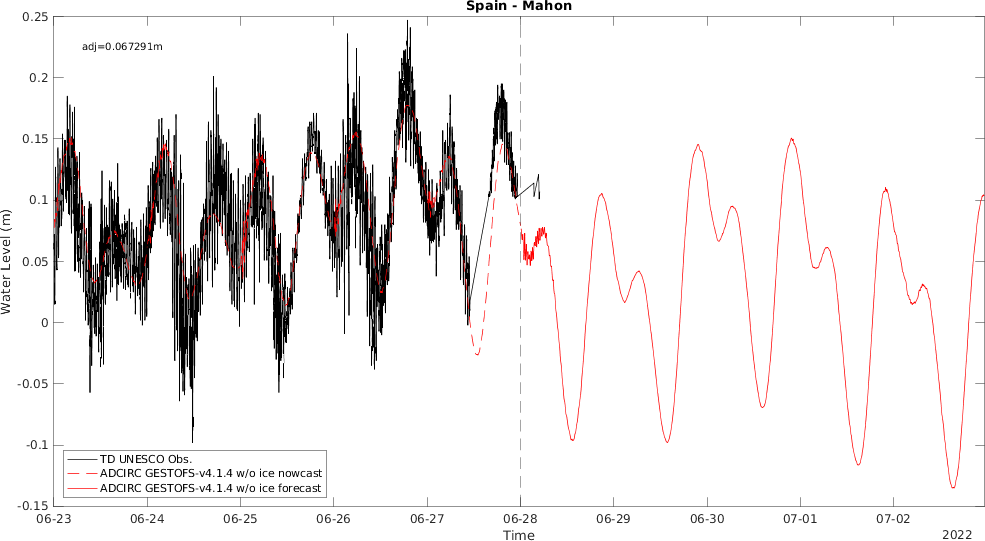 Spain - Mahon
adj=0.067291m
0.25
0.2
0.15
0.1
0.05
0
-0.05
-0.1
-0.15
Water Level (m)
TD UNESCO Obs.
ADCIRC GESTOFS-v4.1.4 w/o ice nowcast
ADCIRC GESTOFS-v4.1.4 w/o ice forecast
06-23 06-24 06-25 06-26 06-27 06-28 06-29 06-30 07-01 07-02
Time
2022